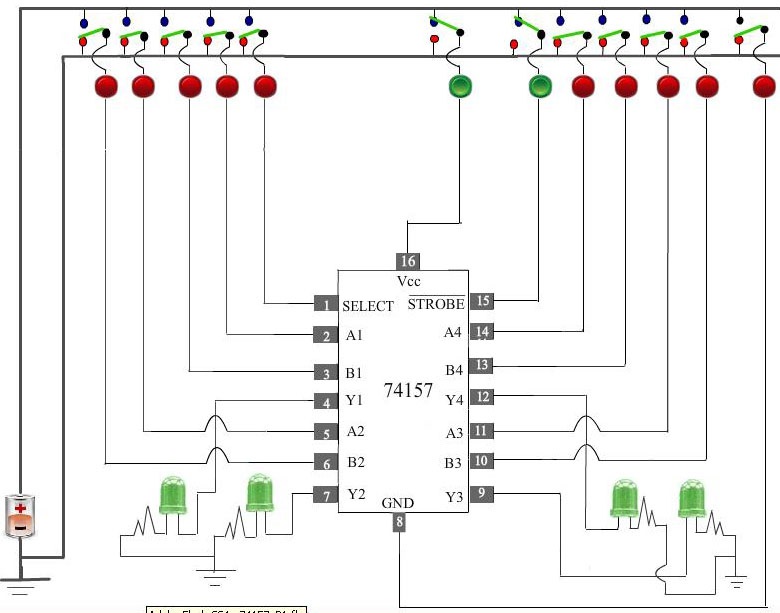 16
Vcc
1 SELECT STROBE 15
2 A1 A4 14
3 B1 B4 13
74157
4 Y1 Y4 12
5 A2 A3 11
6 B2 B3 10
7 Y2 Y3 9
GND
8